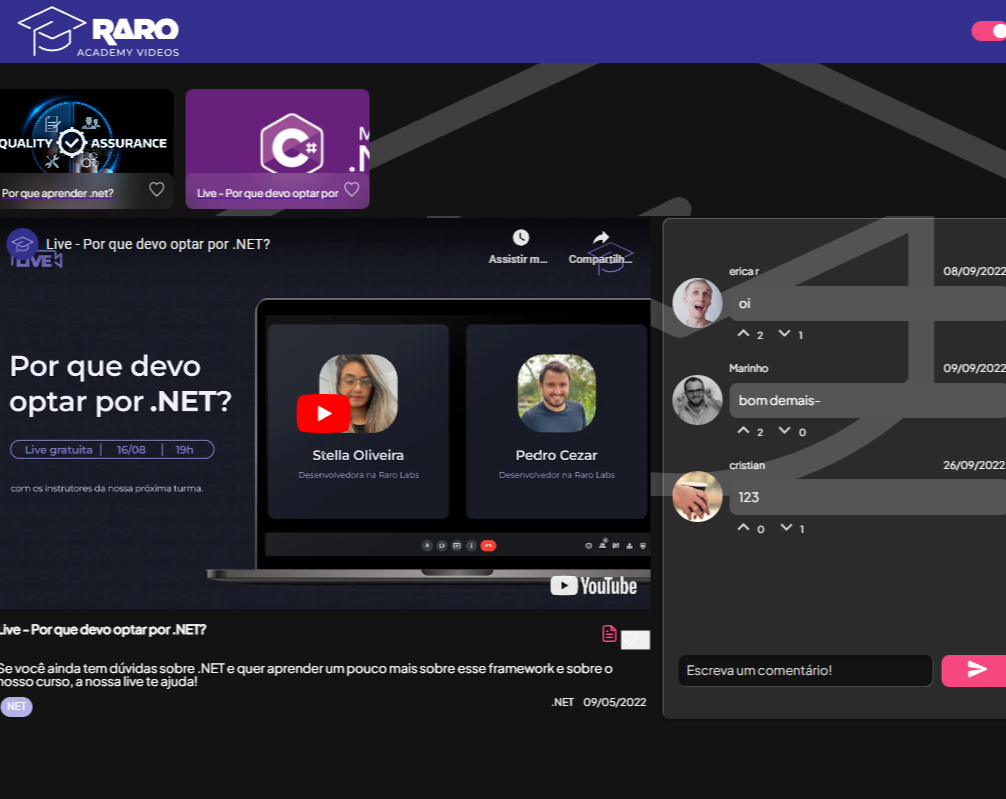 RARO
ACADEMY VIDEOS
QUALITY ASSURANCE
Por que aprender .net?
C#
Live - Por que devo optar por
Live - Por que devo optar por .NET?
Assistir m...
Compartilh...
LIVE
Por que devo
optar por .NET?
Live gratuita | 16/08 | 19h
com os instrutores da nossa próxima turma.
Stella Oliveira
Desenvolvedora na Raro Labs
Pedro Cezar
Desenvolvedor na Raro Labs
YouTube
Live - Por que devo optar por .NET?
Se você ainda tem dúvidas sobre .NET e quer aprender um pouco mais sobre esse framework e sobre o
nosso curso, a nossa live te ajuda!
.NET 09/05/2022
NET
erica r 08/09/2022
oi
2 1
Marinho 09/09/2022
bom demais-
2 0
cristian 26/09/2022
123
0 1
Escreva um comentário!